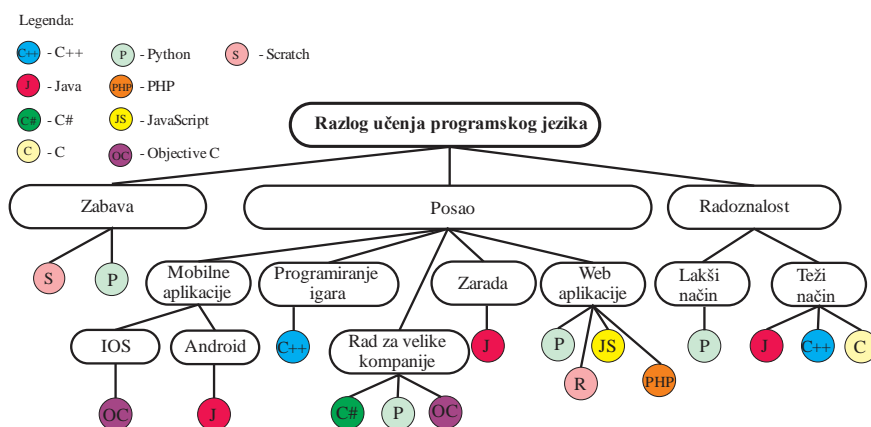 Legenda:
C++ - C++
P - Python
S - Scratch
J - Java
PHP - PHP
C# - C#
JS - JavaScript
C - C
OC - Objective C
Razlog učenja programskog jezika
Zabava
Posao
Radoznalost
S
P
Mobilne
aplikacije
Programiranje
igara
Zarada
Web
aplikacije
Lakši
način
Teži
način
IOS
Android
C++
Rad za velike
kompanije
J
P
JS
R
PHP
P
J
C++
C
OC
J
C#
P
OC